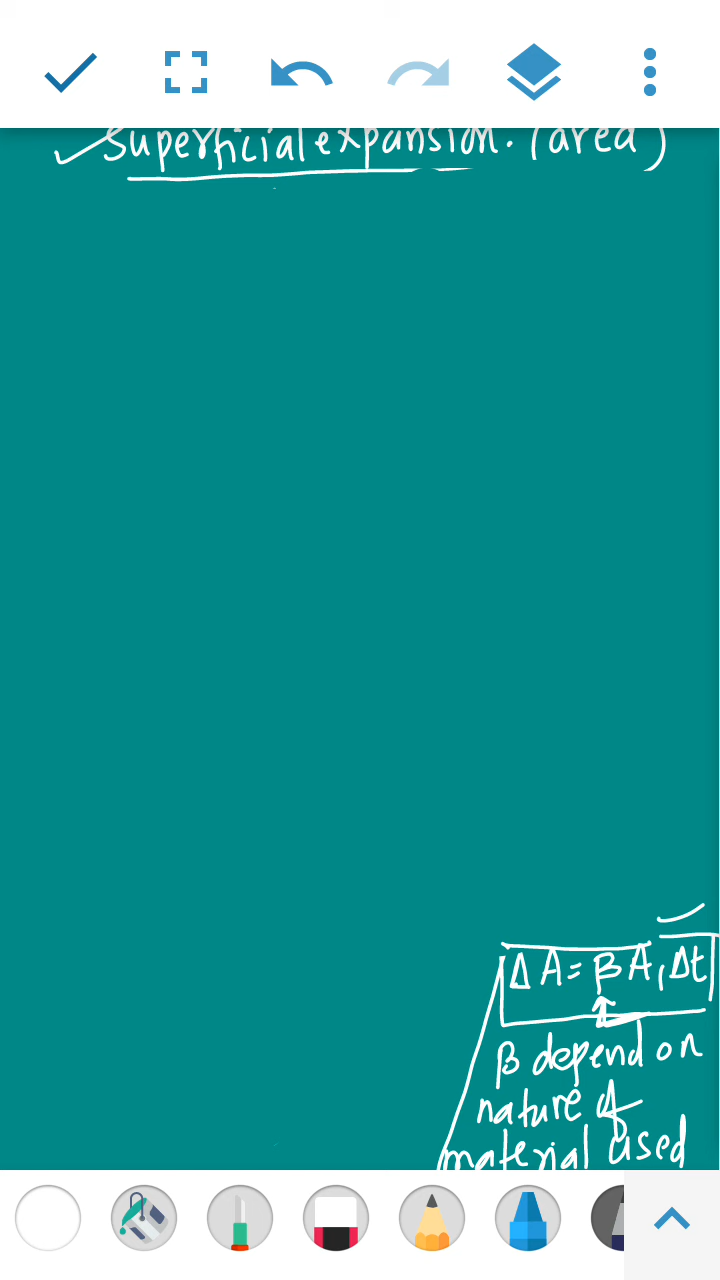 Superficial expansion. (area)
ΔA = βA₁Δt
β depend on
nature of
material used